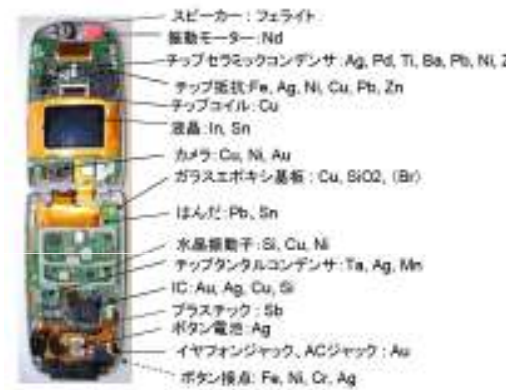 スピーカー：フェライト
振動モーター：Nd
チップセラミックコンデンサ：Ag, Pd, Ti, Ba, Pb, Ni, Z
チップ抵抗:Fe, Ag, Ni, Cu, Pb, Zn
チップコイル：Cu
液晶:In, Sn
カメラ：Cu, Ni, Au
ガラスエポキシ基板：Cu, SiO2,（Br）
はんだ：Pb、Sn
水晶振動子：Si, Cu, Ni
チップタンタルコンデンサ：Ta, Ag, Mn
IC：Au, Ag, Cu, Si
プラスチック：Sb
ボタン電池：Ag
イヤフォンジャック、ACジャック：Au
ボタン接点：Fe, Ni, Cr, Ag